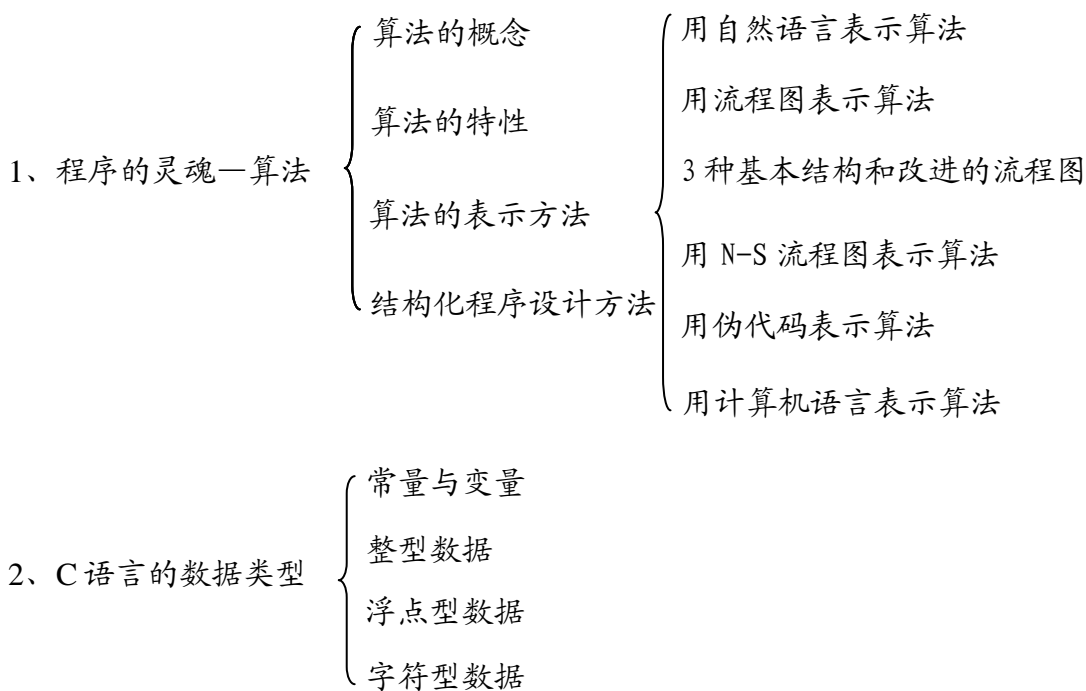 1、程序的灵魂—算法
算法的概念
算法的特性
算法的表示方法
结构化程序设计方法
用自然语言表示算法
用流程图表示算法
3种基本结构和改进的流程图
用 N-S 流程图表示算法
用伪代码表示算法
用计算机语言表示算法
2、C语言的数据类型
常量与变量
整型数据
浮点型数据
字符型数据